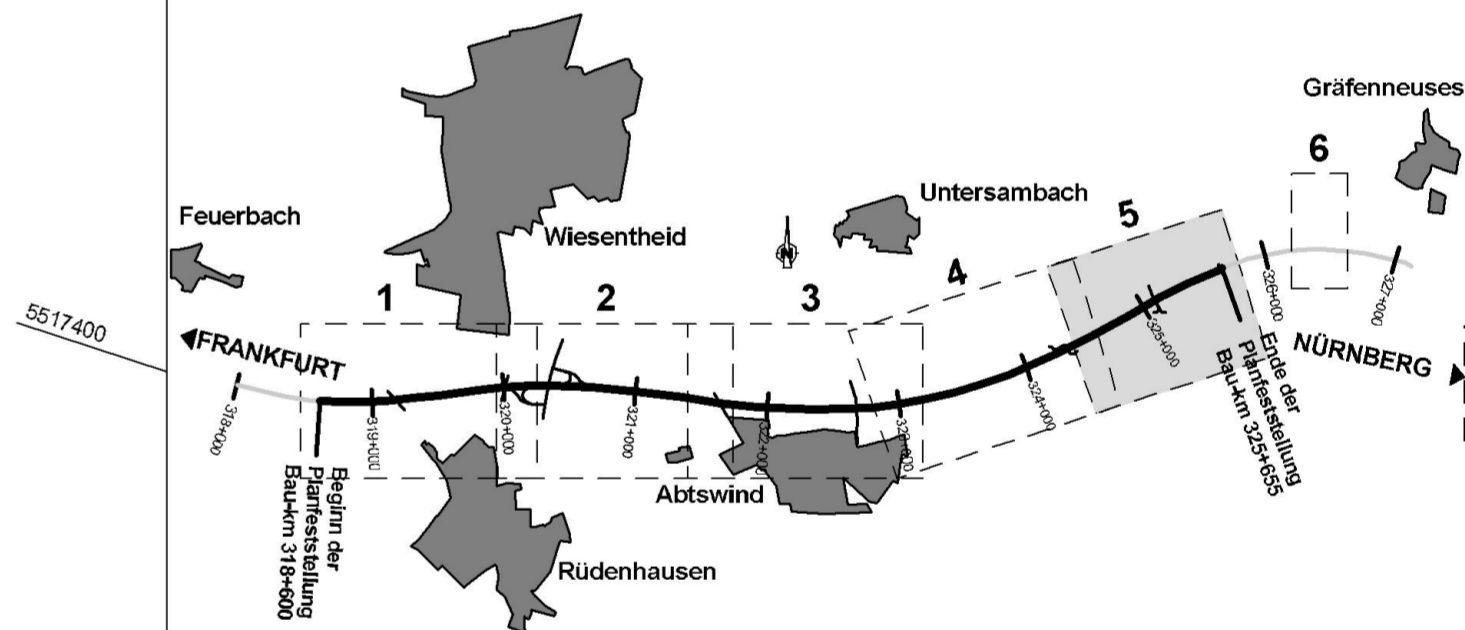 Gräfenneuses
6
Untersambach
5
Feuerbach
Wiesentheid
N
4
1
2
3
5517400
FRANKFURT
NÜRNBERG
318+000
319+000
320+000
321+000
322+000
323+000
324+000
325+000
326+000
327+000
Ende der
Planfeststellung
Bau-km 325+655
Abtswind
Beginn der
Planfeststellung
Bau-km 318+600
Rüdenhausen